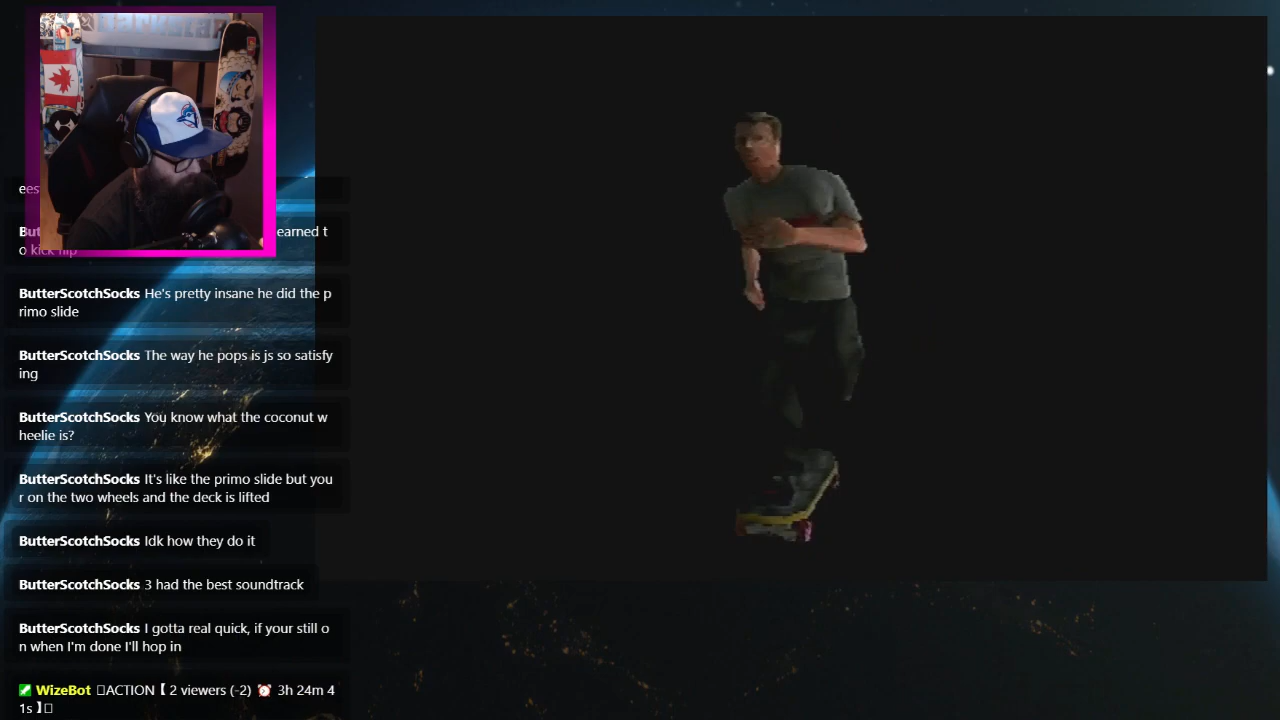 ees
But earned t
o kick flip
ButterScotchSocks He's pretty insane he did the p
rimo slide
ButterScotchSocks The way he pops is js so satisfy
ing
ButterScotchSocks You know what the coconut w
heelie is?
ButterScotchSocks It's like the primo slide but you
r on the two wheels and the deck is lifted
ButterScotchSocks Idk how they do it
ButterScotchSocks 3 had the best soundtrack
ButterScotchSocks I gotta real quick, if your still o
n when I'm done I'll hop in
WizeBot □ACTION【 2 viewers (-2) ⏰ 3h 24m 4
1s 】□